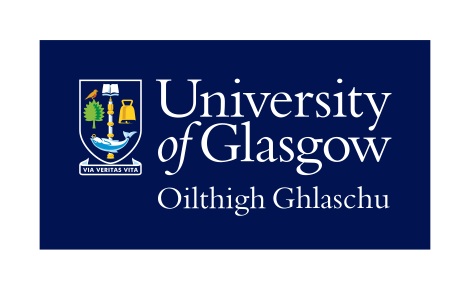 University
of Glasgow
Oilthigh Ghlaschu
VIA VERITAS VITA